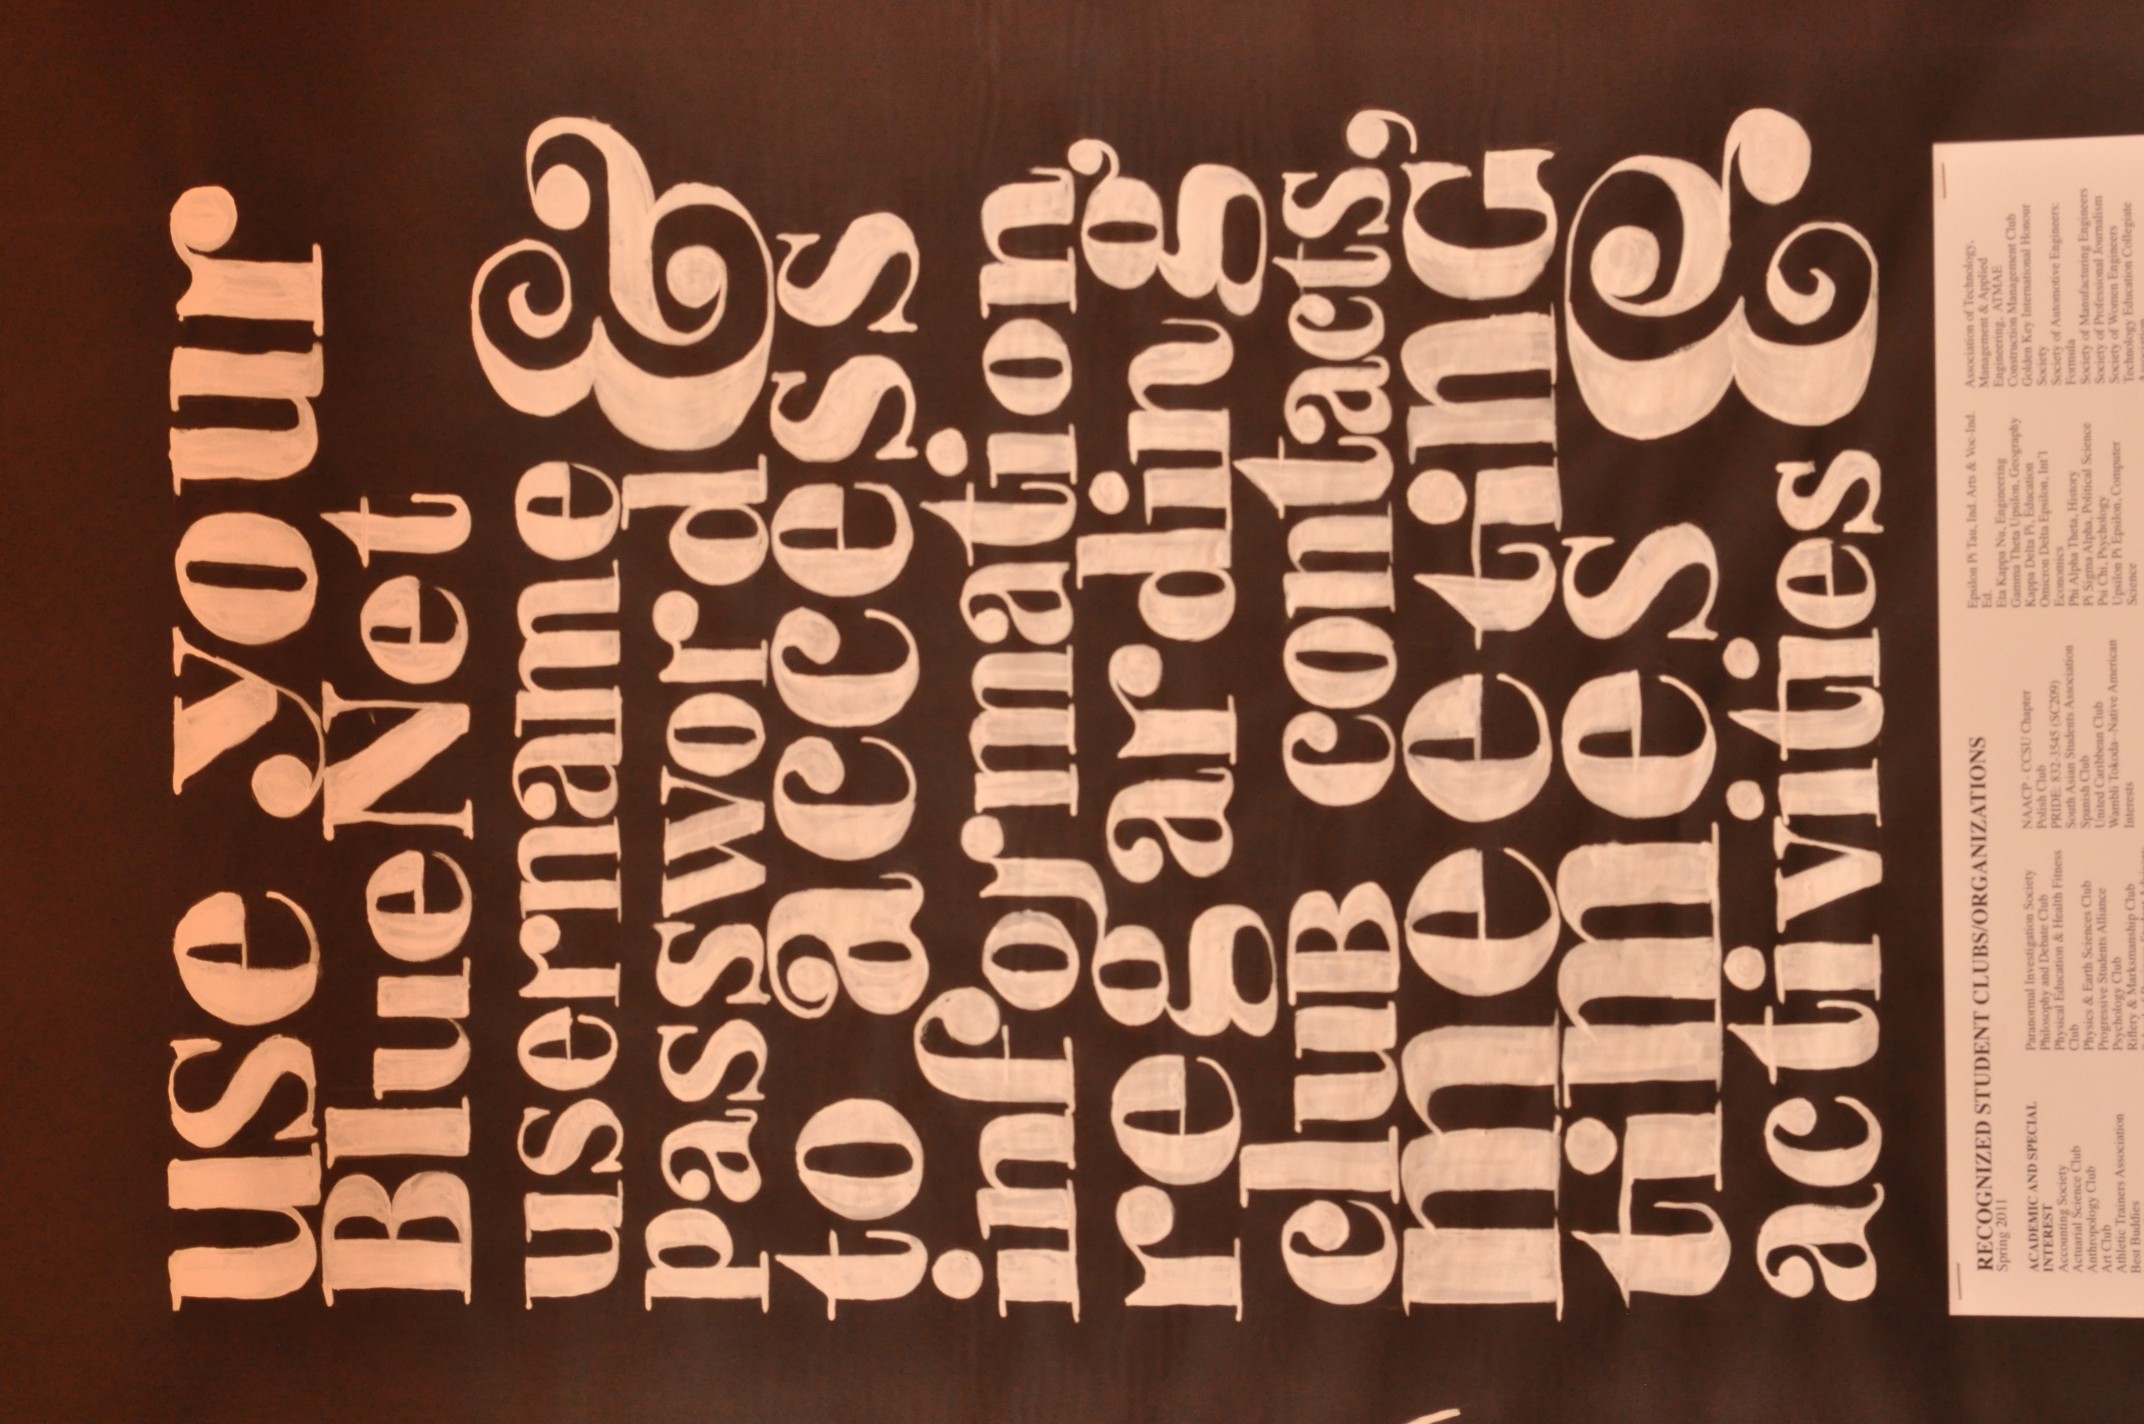 use your
BlueNet
username &
password
to access
information
regarding
club contacts,
meeting
times &
activities
RECOGNIZED STUDENT CLUBS/ORGANIZATIONS
Spring 2011
ACADEMIC AND SPECIAL
INTEREST
Accounting Society
Actuarial Science Club
Anthropology Club
Art Club
Athletic Trainers Association
Best Buddies
Paranormal Investigation Society
Philosophy and Debate Club
Physical Education & Health Fitness
Club
Physics & Earth Sciences Club
Progressive Students Alliance
Psychology Club
Riflery & Marksmanship Club
NAACP - CCSU Chapter
Polish Club
PRIDE: 832-3545 (SC209)
South Asian Students Association
Spanish Club
United Caribbean Club
Wambli Tokoda--Native American
Interests
Epsilon Pi Tau, Ind. Arts & Voc-Ind.
Ed.
Eta Kappa Nu, Engineering
Gamma Theta Upsilon, Geography
Kappa Delta Pi, Education
Omicron Delta Epsilon, Int'l
Economics
Phi Alpha Theta, History
Pi Sigma Alpha, Political Science
Psi Chi, Psychology
Upsilon Pi Epsilon, Computer
Science
Association of Technology,
Management & Applied
Engineering, ATMAE
Construction Management Club
Golden Key International Honour
Society
Society of Automotive Engineers:
Formula
Society of Manufacturing Engineers
Society of Professional Journalism
Society of Women Engineers
Technology Education Collegiate